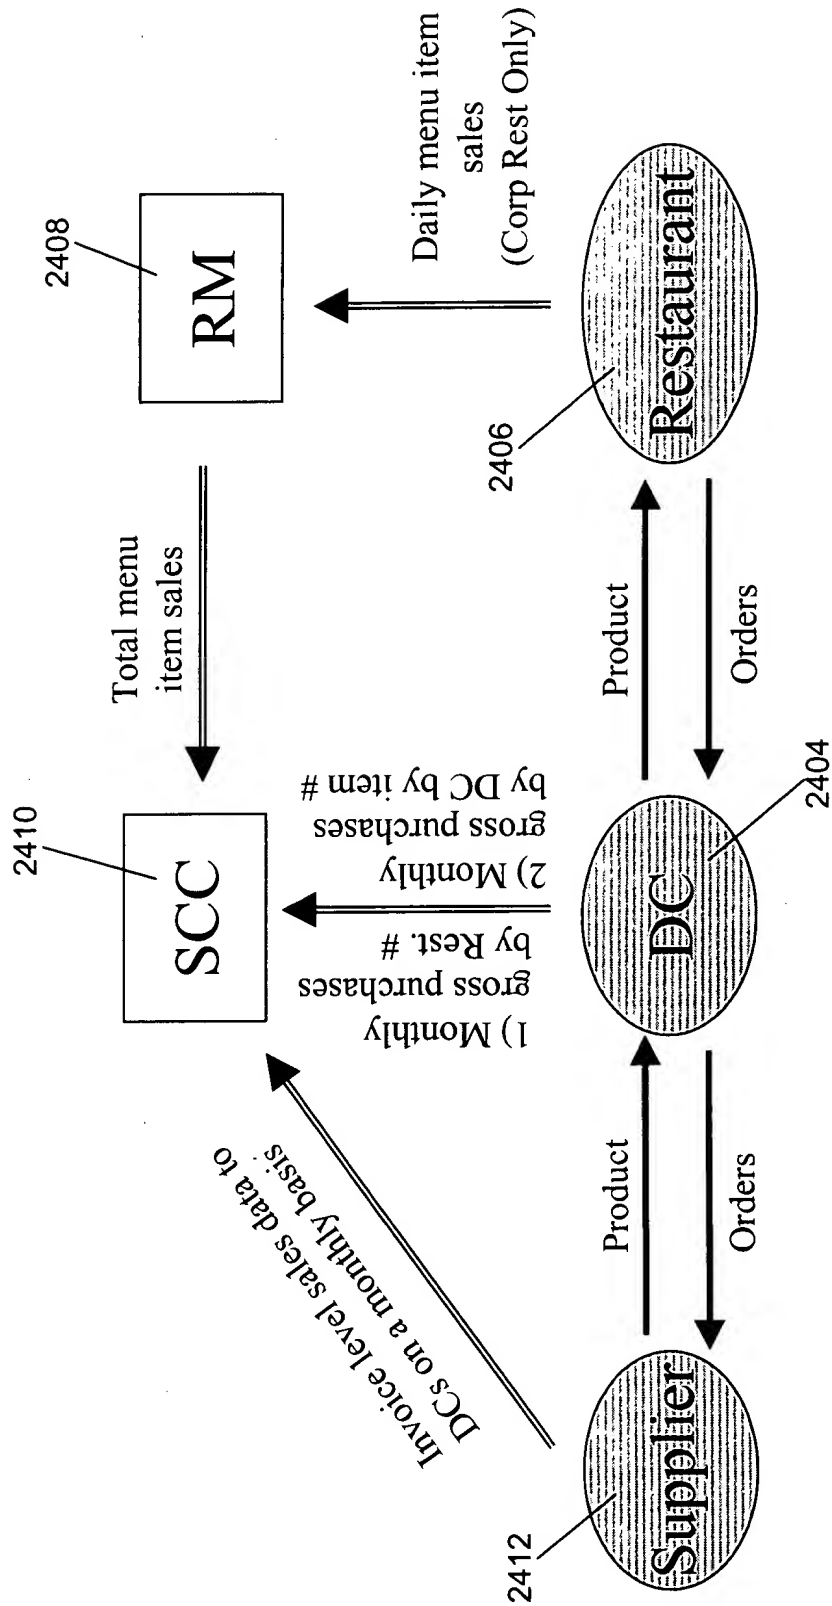 2408
RM
Daily menu item
sales
(Corp Rest Only)
2406
Restaurant
Total menu
item sales
Product
Orders
2410
SCC
2) Monthly
gross purchases
by DC by item #
1) Monthly
gross purchases
by Rest. #
DC
2404
Invoice level sales data to
DCs on a monthly basis
Product
Orders
2412
Supplier